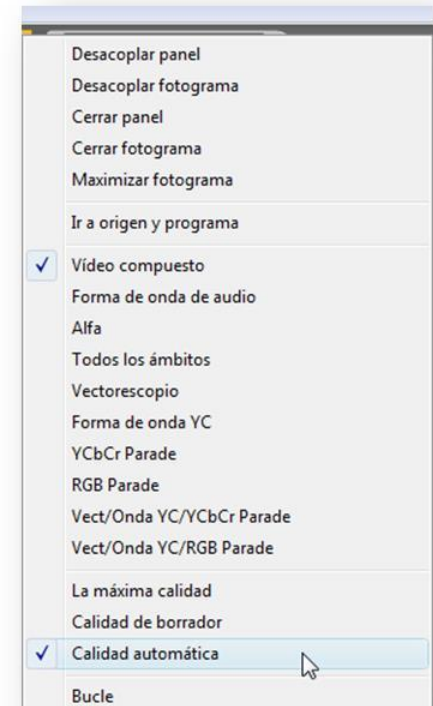 Desacoplar panel
Desacoplar fotograma
Cerrar panel
Cerrar fotograma
Maximizar fotograma
Ir a origen y programa
Vídeo compuesto
Forma de onda de audio
Alfa
Todos los ámbitos
Vectorescopio
Forma de onda YC
YCbCr Parade
RGB Parade
Vect/Onda YC/YCbCr Parade
Vect/Onda YC/RGB Parade
La máxima calidad
Calidad de borrador
Calidad automática
Bucle